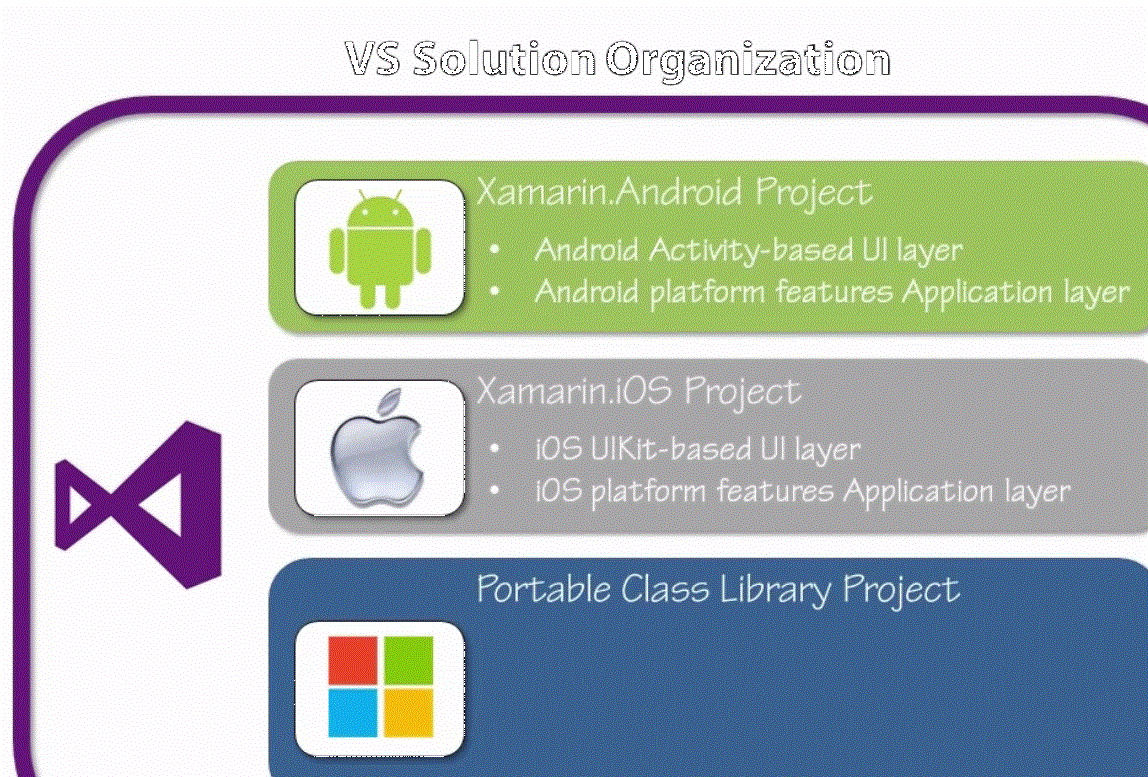 VS Solution Organization
Xamarin.Android Project
• Android Activity-based UI layer
• Android platform features Application layer
Xamarin.iOS Project
• iOS UIKit-based UI layer
• iOS platform features Application layer
Portable Class Library Project